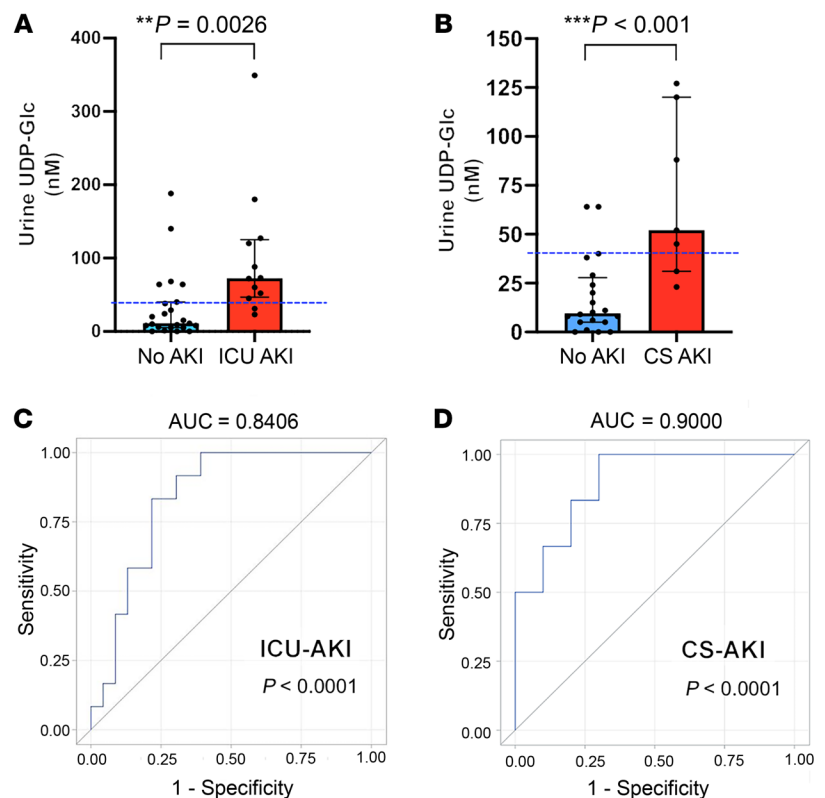 A
**P = 0.0026
400
300
200
100
0
Urine UDP-Glc
(nM)
No AKI
ICU AKI
B
***P < 0.001
150
125
100
75
50
25
0
Urine UDP-Glc
(nM)
No AKI
CS AKI
C
AUC = 0.8406
1.00
0.75
0.50
0.25
0.00
Sensitivity
ICU-AKI
P < 0.0001
0.00 0.25 0.50 0.75 1.00
1 - Specificity
D
AUC = 0.9000
1.00
0.75
0.50
0.25
0.00
Sensitivity
CS-AKI
P < 0.0001
0.00 0.25 0.50 0.75 1.00
1 - Specificity